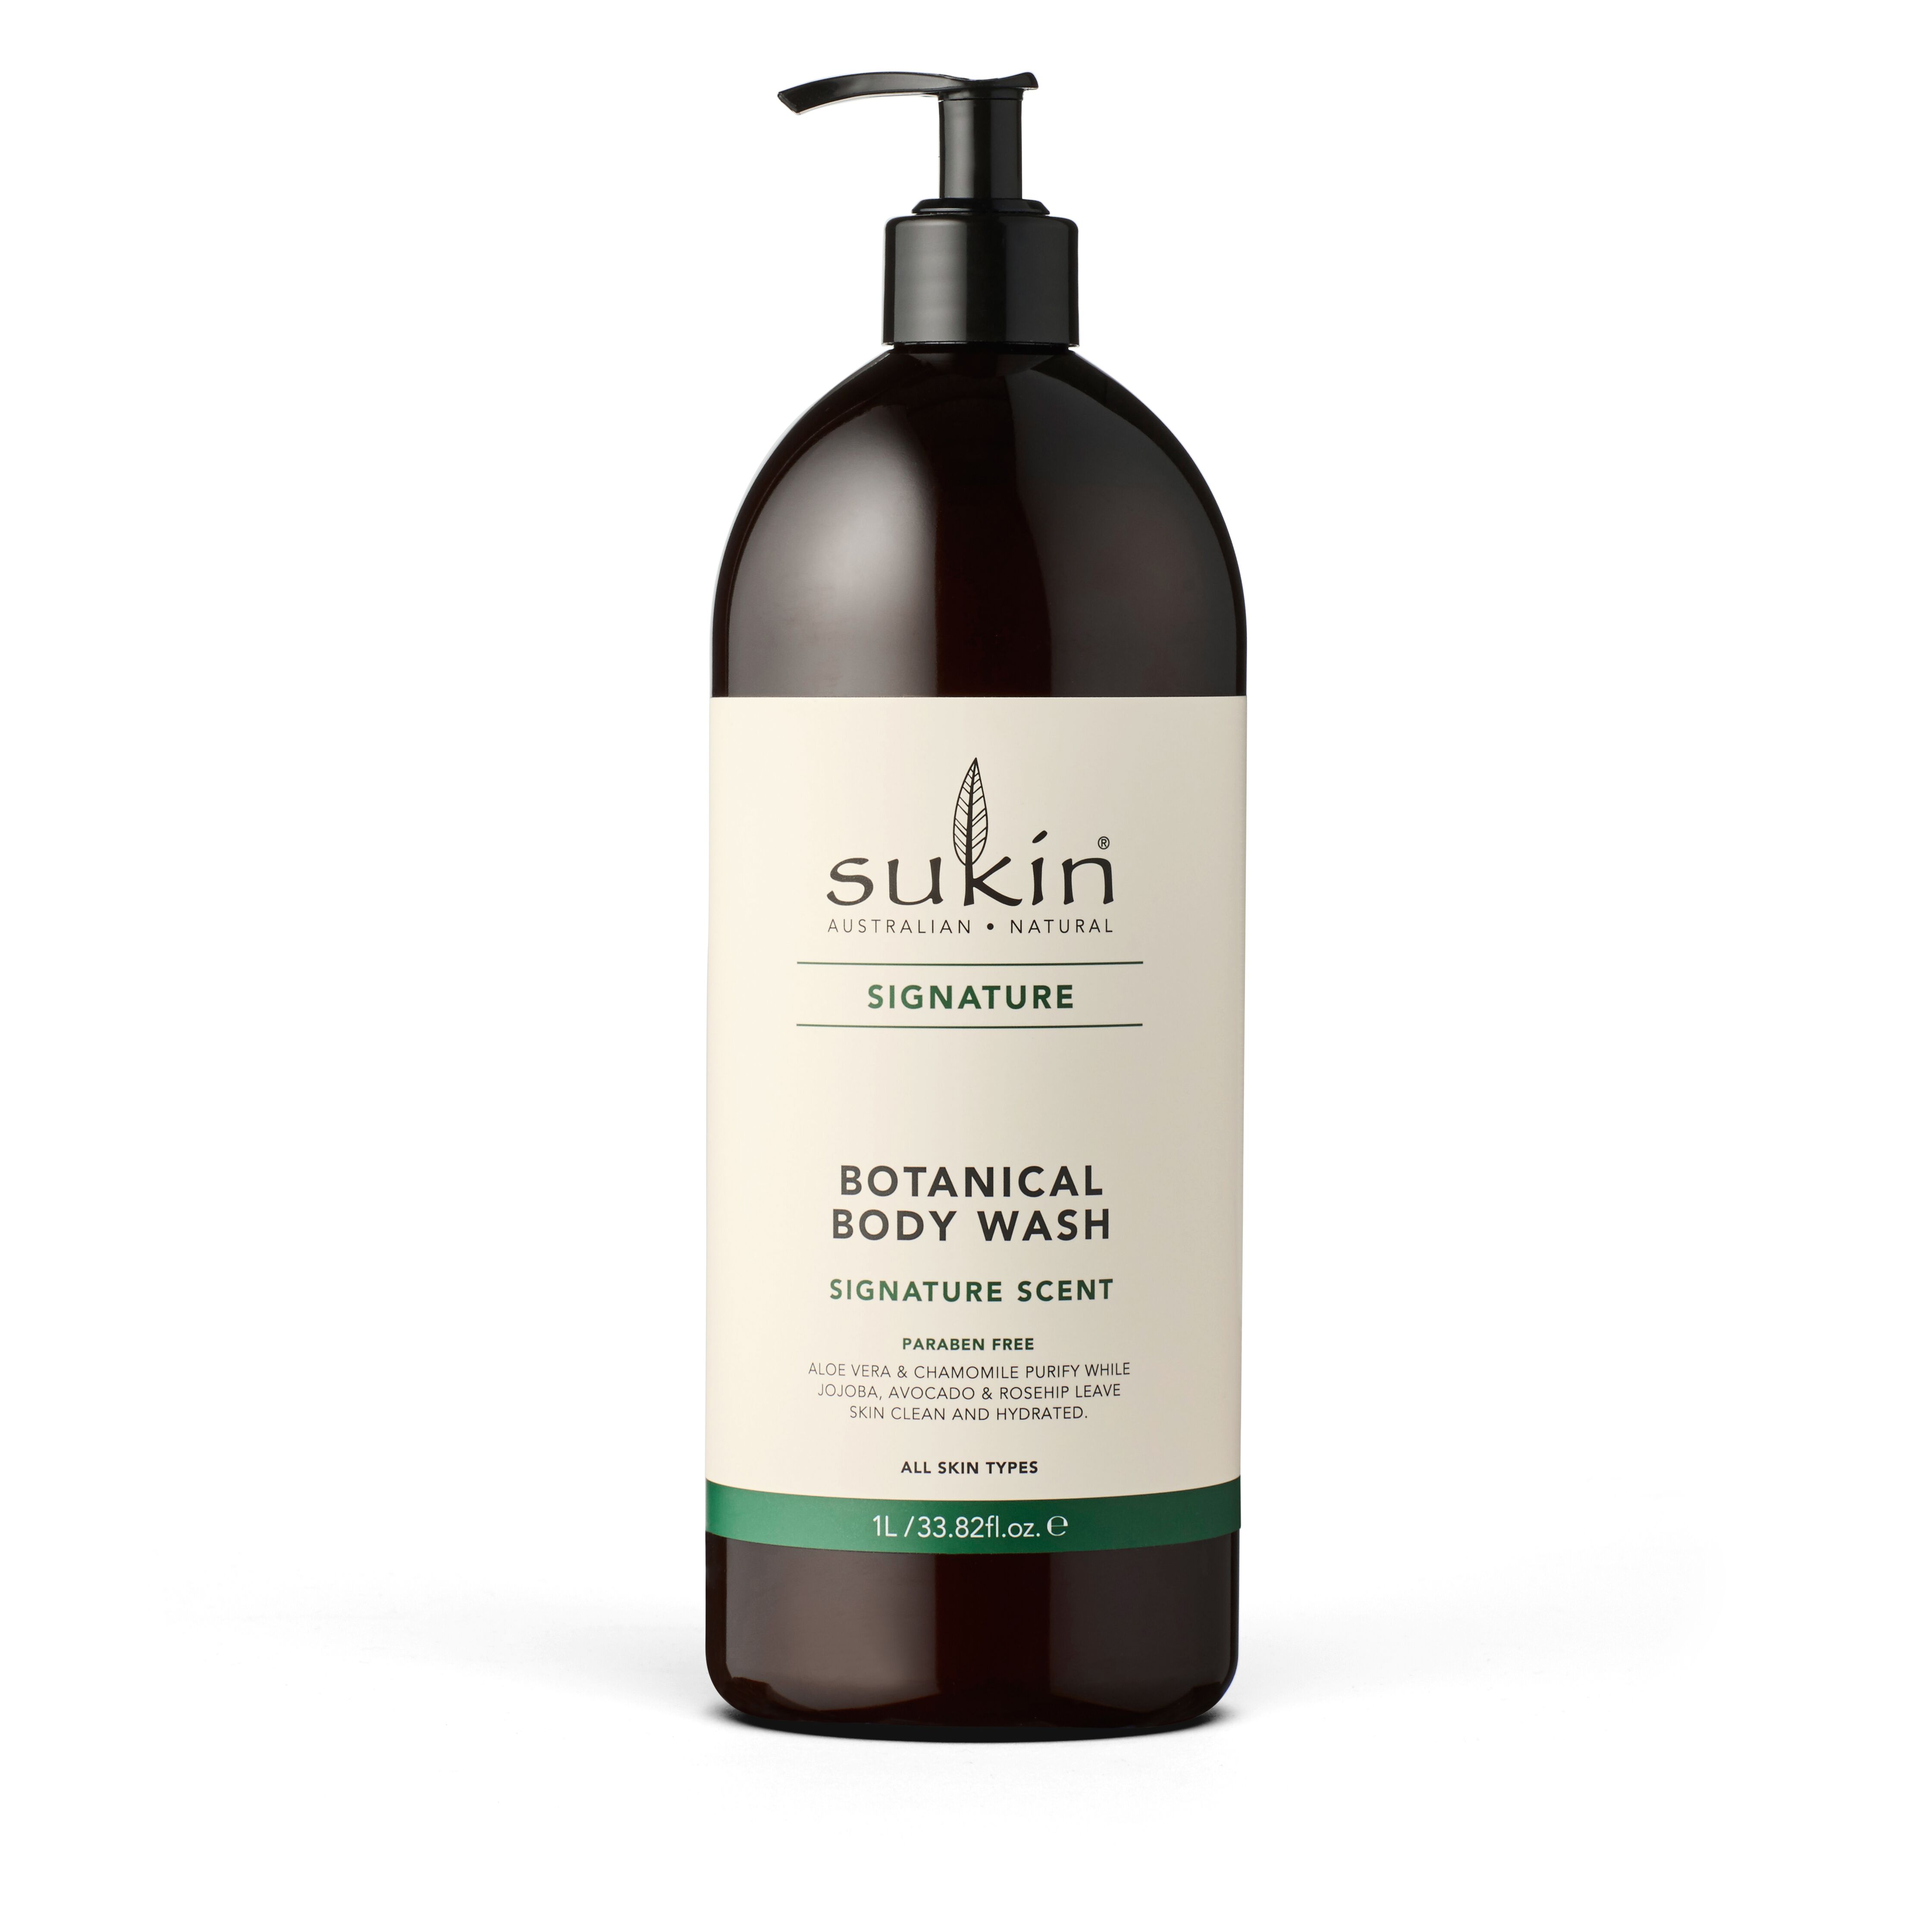 sukin®
AUSTRALIAN • NATURAL
SIGNATURE
BOTANICAL
BODY WASH
SIGNATURE SCENT
PARABEN FREE
ALOE VERA & CHAMOMILE PURIFY WHILE
JOJOBA, AVOCADO & ROSEHIP LEAVE
SKIN CLEAN AND HYDRATED.
ALL SKIN TYPES
1L/33.82fl.oz. ℮